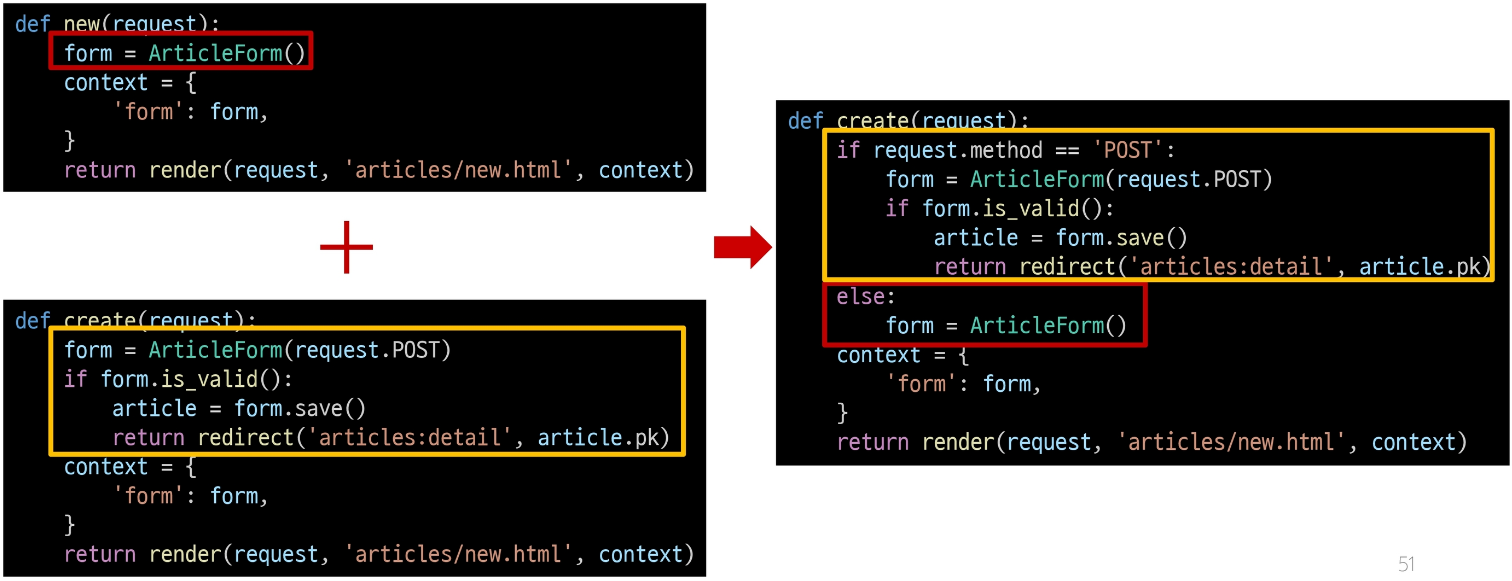 def new(request):
    form = ArticleForm()
    context = {
        'form': form,
    }
    return render(request, 'articles/new.html', context)
def create(request):
    form = ArticleForm(request.POST)
    if form.is_valid():
        article = form.save()
        return redirect('articles:detail', article.pk)
    context = {
        'form': form,
    }
    return render(request, 'articles/new.html', context)
def create(request):
    if request.method == 'POST':
        form = ArticleForm(request.POST)
        if form.is_valid():
            article = form.save()
            return redirect('articles:detail', article.pk)
    else:
        form = ArticleForm()
    context = {
        'form': form,
    }
    return render(request, 'articles/new.html', context)
51